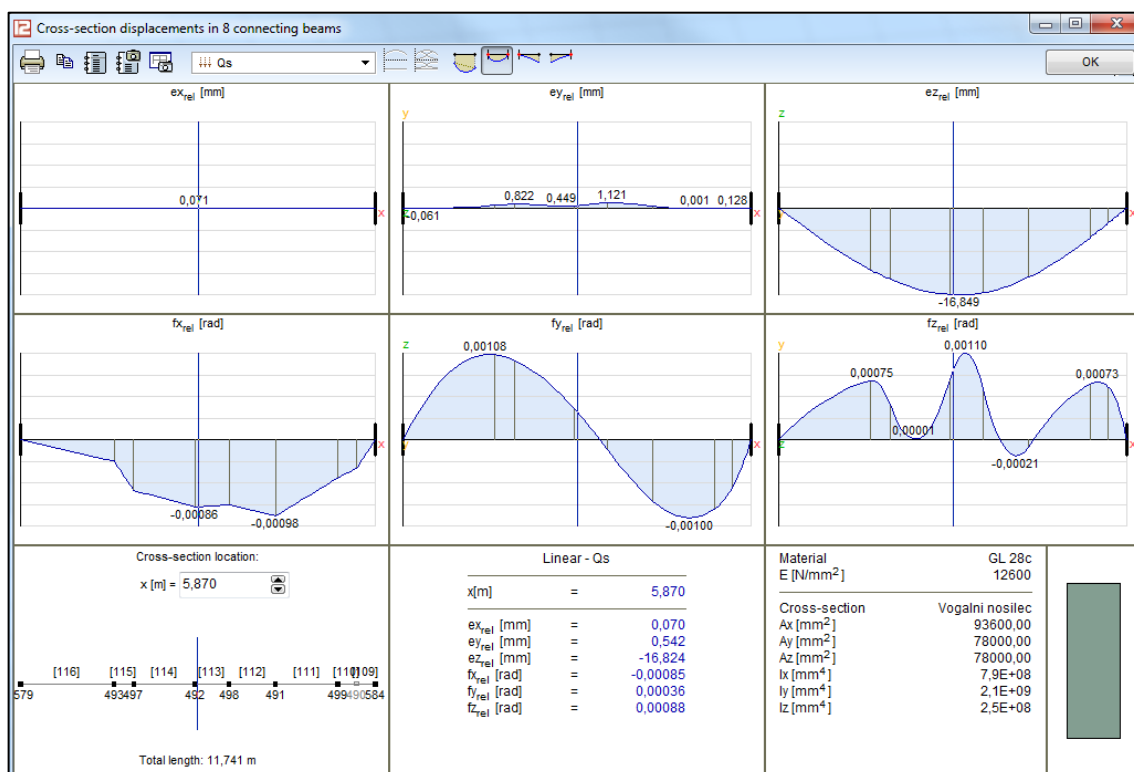 Cross-section displacements in 8 connecting beams
Qs
OK
ex_rel [mm]
0,071
x
ey_rel [mm]
y
0,822 0,449 1,121 0,001 0,128
-0,061
x
ez_rel [mm]
z
x
-16,849
fx_rel [rad]
x
-0,00086
-0,00098
fy_rel [rad]
z
0,00108
x
-0,00100
fz_rel [rad]
y
0,00110
0,00075 0,00073
0,00001
z
x
-0,00021
Cross-section location:
x [m] = 5,870
[116] [115] [114] [113] [112] [111] [110] [109]
579 493 497 492 498 491 499 490 584
Total length: 11,741 m
Linear - Qs
x[m] = 5,870
ex_rel [mm] = 0,070
ey_rel [mm] = 0,542
ez_rel [mm] = -16,824
fx_rel [rad] = -0,00085
fy_rel [rad] = 0,00036
fz_rel [rad] = 0,00088
Material GL 28c
E [N/mm²] 12600
Cross-section Vogalni nosilec
Ax [mm²] 93600,00
Ay [mm²] 78000,00
Az [mm²] 78000,00
Ix [mm⁴] 7,9E+08
Iy [mm⁴] 2,1E+09
Iz [mm⁴] 2,5E+08